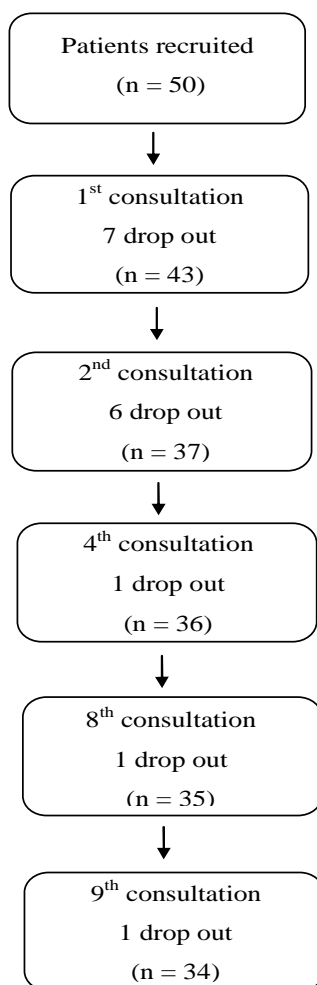 Patients recruited
(n = 50)
1st consultation
7 drop out
(n = 43)
2nd consultation
6 drop out
(n = 37)
4th consultation
1 drop out
(n = 36)
8th consultation
1 drop out
(n = 35)
9th consultation
1 drop out
(n = 34)